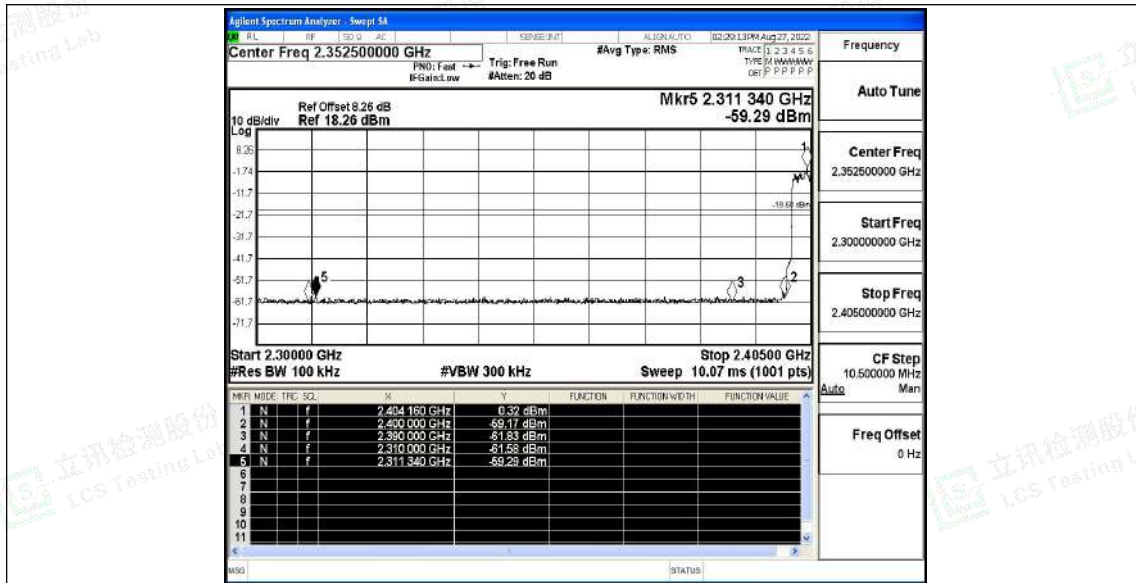 Agilent Spectrum Analyzer - Swept SA
RL RF 50 Ω AC SENSE:INT ALIGN AUTO 02:29:13PM Aug 27, 2022
Center Freq 2.352500000 GHz
PNO: Fast
IFGain:Low
Trig: Free Run
#Atten: 20 dB
#Avg Type: RMS
TRACE 1 2 3 4 5 6
TYPE
DET P P P P P P
Frequency
Auto Tune
Ref Offset 8.26 dB
10 dB/div Ref 18.26 dBm
Log
Mkr5 2.311 340 GHz
-59.29 dBm
8.26
-1.74
-11.7
-21.7
-31.7
-41.7
-51.7
-61.7
-71.7
1
2
3
5
Center Freq
2.352500000 GHz
Start Freq
2.300000000 GHz
Stop Freq
2.405000000 GHz
CF Step
10.500000 MHz
Auto Man
Freq Offset
0 Hz
Start 2.30000 GHz Stop 2.40500 GHz
#Res BW 100 kHz #VBW 300 kHz Sweep 10.07 ms (1001 pts)
MKR MODE TRC SCL X Y FUNCTION FUNCTION WIDTH FUNCTION VALUE
1 N f 2.404 160 GHz 0.32 dBm
2 N f 2.400 000 GHz -59.17 dBm
3 N f 2.390 000 GHz -61.83 dBm
4 N f 2.310 000 GHz -61.58 dBm
5 N f 2.311 340 GHz -59.29 dBm
6
7
8
9
10
11
MSG STATUS
立讯检测股份
LCS Testing Lab